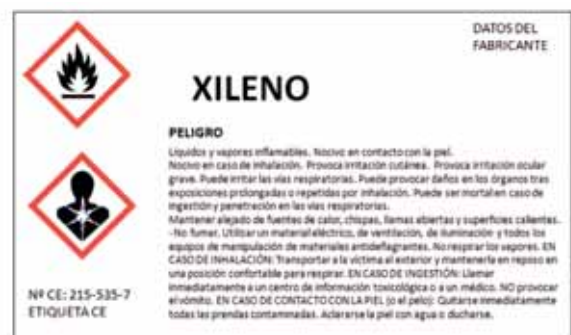 DATOS DEL
FABRICANTE
XILENO
PELIGRO
Líquidos y vapores inflamables. Nocivo en contacto con la piel.
Nocivo en caso de inhalación. Provoca irritación cutánea. Provoca irritación ocular
grave. Puede irritar las vías respiratorias. Puede provocar daños en los órganos tras
exposiciones prolongadas o repetidas por inhalación. Puede ser mortal en caso de
ingestión y penetración en las vías respiratorias.
Mantener alejado de fuentes de calor, chispas, llamas abiertas y superficies calientes.
- No fumar. Utilizar un material eléctrico, de ventilación, de iluminación y todos los
equipos de manipulación de materiales antideflagrantes. No respirar los vapores. EN
CASO DE INHALACIÓN: Transportar a la víctima al exterior y mantenerla en reposo en
una posición confortable para respirar. EN CASO DE INGESTIÓN: Llamar
inmediatamente a un centro de información toxicológica o a un médico. NO provocar
el vómito. EN CASO DE CONTACTO CON LA PIEL (o el pelo): Quitarse inmediatamente
todas las prendas contaminadas. Aclararse la piel con agua o ducharse.
Nº CE: 215-535-7
ETIQUETA CE